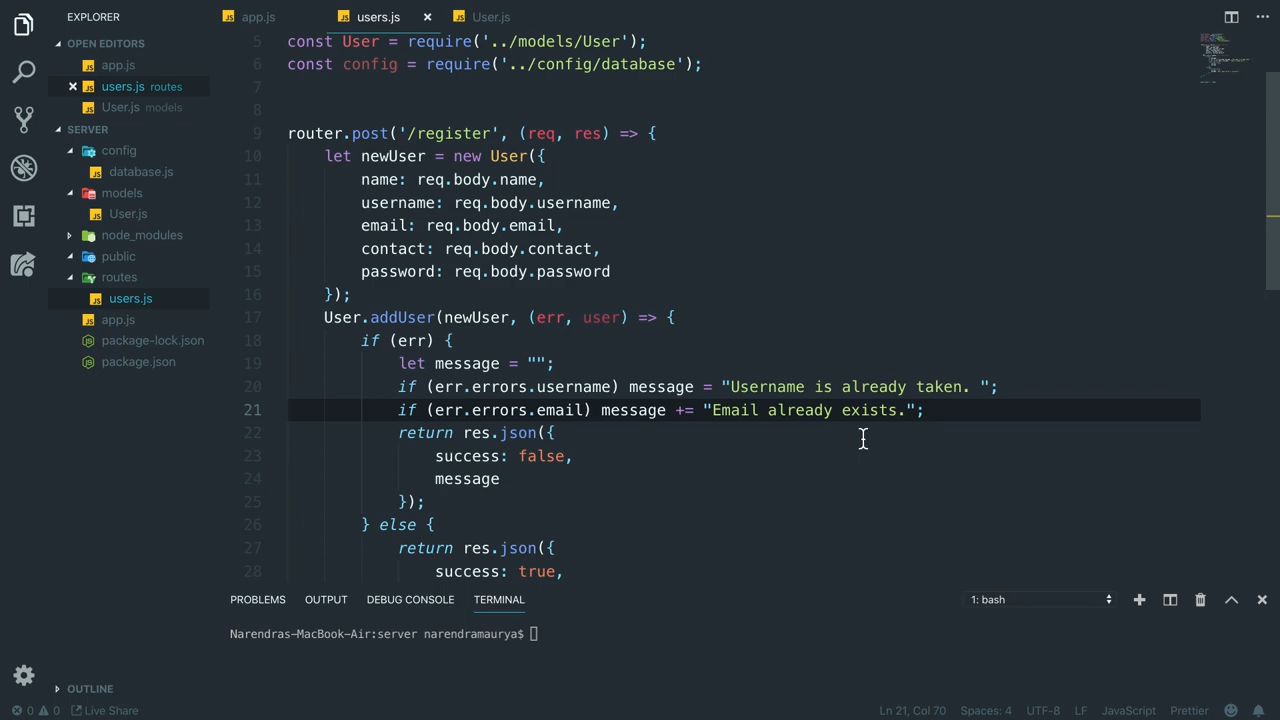 EXPLORER
OPEN EDITORS
app.js
users.js routes
User.js models
SERVER
config
database.js
models
User.js
node_modules
public
routes
users.js
app.js
package-lock.json
package.json
OUTLINE
app.js users.js User.js
5 const User = require('../models/User');
6 const config = require('../config/database');
7
8
9 router.post('/register', (req, res) => {
10 let newUser = new User({
11 name: req.body.name,
12 username: req.body.username,
13 email: req.body.email,
14 contact: req.body.contact,
15 password: req.body.password
16 });
17 User.addUser(newUser, (err, user) => {
18 if (err) {
19 let message = "";
20 if (err.errors.username) message = "Username is already taken. ";
21 if (err.errors.email) message += "Email already exists.";
22 return res.json({
23 success: false,
24 message
25 });
26 } else {
27 return res.json({
28 success: true,
PROBLEMS OUTPUT DEBUG CONSOLE TERMINAL 1: bash
Narendras-MacBook-Air:server narendramaurya$
0 0 Live Share Ln 21, Col 70 Spaces: 4 UTF-8 LF JavaScript Prettier